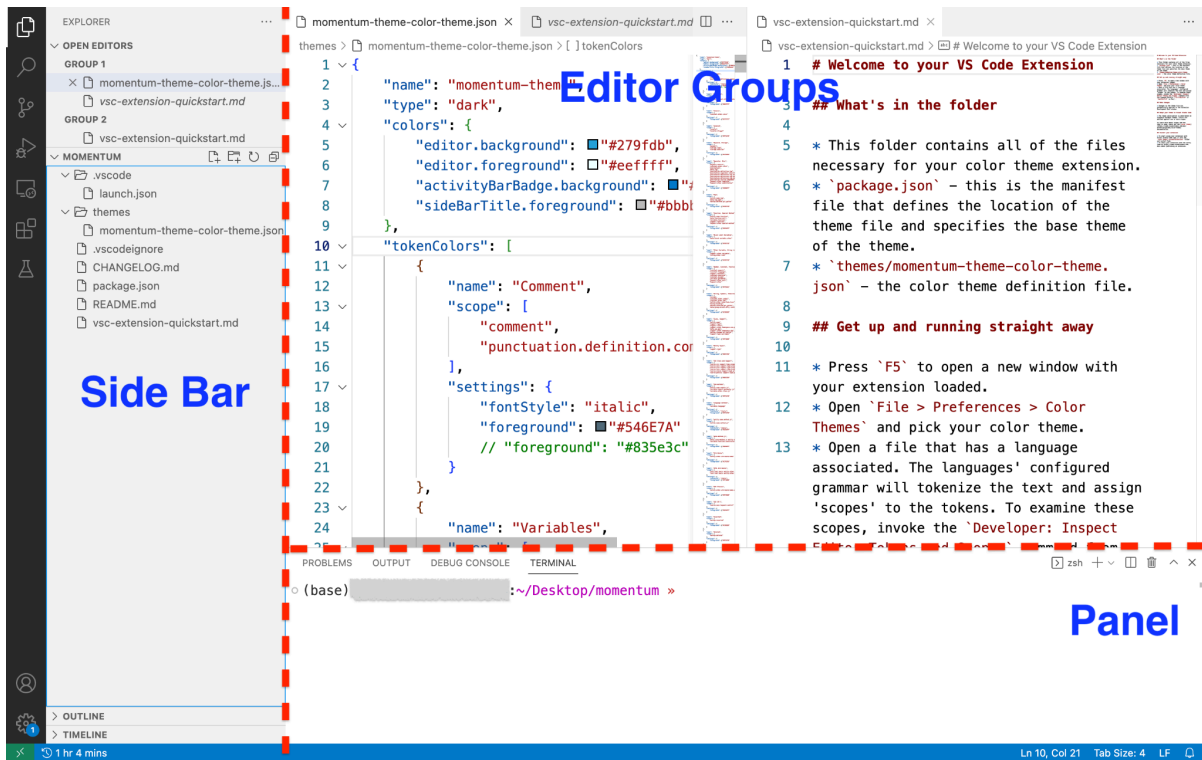 EXPLORER
OPEN EDITORS
GROUP 1
momentum-theme-color-theme.js...
vsc-extension-quickstart.md
GROUP 2
vsc-extension-quickstart.md
MOMENTUM
launch.json
themes
momentum-theme-color-theme.json
.vscodeignore
CHANGELOG.md
package.json
README.md
vsc-extension-quickstart.md
Side Bar
OUTLINE
TIMELINE
1
momentum-theme-color-theme.json
vsc-extension-quickstart.md
themes > momentum-theme-color-theme.json > [ ] tokenColors
Editor Groups
1 {
"name": "momentum-theme
"type": "dark",
4 "colors": {
5 "editor.background": "#279fdb",
6 "editor.foreground": "#eeffff",
7 "activityBarBadge.background": "#
8 "sideBarTitle.foreground": "#bbbb
9 },
10 "tokenColors": [
11 {
12 "name": "Comment",
13 "scope": [
14 "comment",
15 "punctuation.definition.com
16 ],
17 "settings": {
18 "fontStyle": "italic",
19 "foreground": "#546E7A"
20 // "foreground": "#835e3c"
21 }
22 },
23 {
24 "name": "Variables",
25 "scope": [
vsc-extension-quickstart.md
vsc-extension-quickstart.md > # Welcome to your VS Code Extension
1 # Welcome to your VS Code Extension
3 ## What's in the folder
4
5 * This folder contains all of the files
necessary for your color theme extension.
6 * `package.json` - this is the manifest
file that defines the location of the
theme file and specifies the base theme
of the theme.
7 * `themes/momentum-theme-color-theme.
json` - the color theme definition file.
8
9 ## Get up and running straight away
10
11 * Press `F5` to open a new window with
your extension loaded.
12 * Open `File > Preferences > Color
Themes` and pick your color theme.
13 * Open a file that has a language
associated. The languages' configured
grammar will tokenize the text and assign
'scopes' to the tokens. To examine these
scopes, invoke the `Developer: Inspect
Editor Tokens and Scopes` command from
PROBLEMS OUTPUT DEBUG CONSOLE TERMINAL
zsh
(base) :~/Desktop/momentum »
Panel
1 hr 4 mins
Ln 10, Col 21 Tab Size: 4 LF